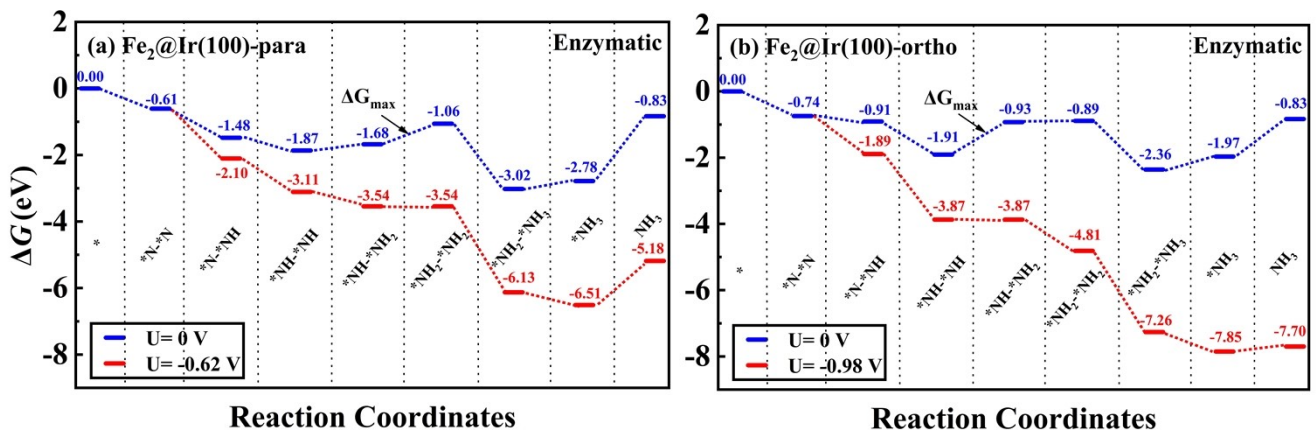 (a) Fe₂@Ir(100)-para
Enzymatic
ΔG (eV)
2
0
-2
-4
-6
-8
0.00
-0.61
-1.48
-1.87
-1.68
ΔGmax
-1.06
-3.02
-2.78
-0.83
-2.10
-3.11
-3.54
-3.54
-6.13
-6.51
-5.18
*
*N-*N
*N-*NH
*NH-*NH
*NH-*NH₂
*NH₂-*NH₂
*NH₂-*NH₃
*NH₃
NH₃
U= 0 V
U= -0.62 V
Reaction Coordinates
(b) Fe₂@Ir(100)-ortho
Enzymatic
2
0
-2
-4
-6
-8
0.00
-0.74
-0.91
-1.91
ΔGmax
-0.93
-0.89
-2.36
-1.97
-0.83
-1.89
-3.87
-3.87
-4.81
-7.26
-7.85
-7.70
*
*N-*N
*N-*NH
*NH-*NH
*NH-*NH₂
*NH₂-*NH₂
*NH₂-*NH₃
*NH₃
NH₃
U= 0 V
U= -0.98 V
Reaction Coordinates